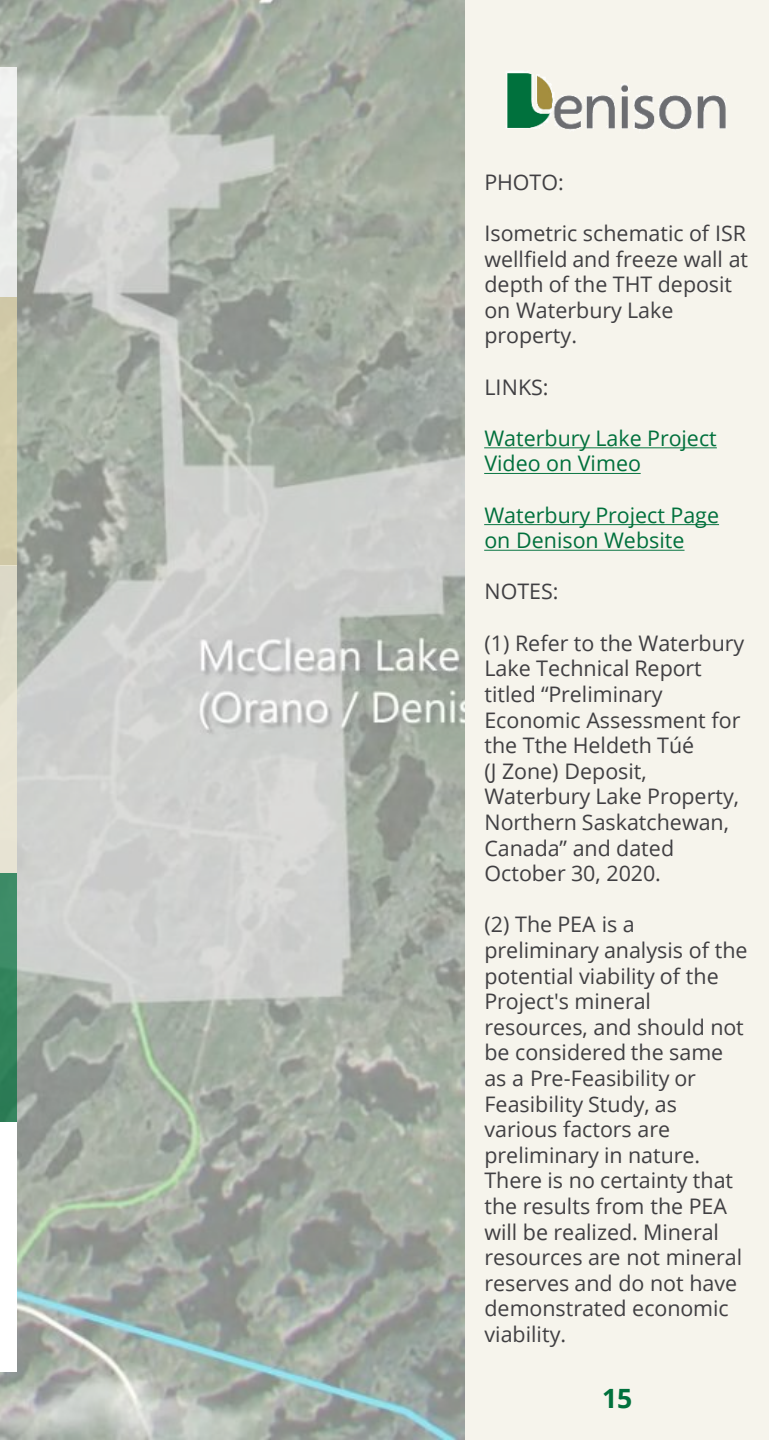 McClean Lake
(Orano / Denis
Denison
PHOTO:
Isometric schematic of ISR
wellfield and freeze wall at
depth of the THT deposit
on Waterbury Lake
property.
LINKS:
Waterbury Lake Project
Video on Vimeo
Waterbury Project Page
on Denison Website
NOTES:
(1) Refer to the Waterbury
Lake Technical Report
titled “Preliminary
Economic Assessment for
the Tthe Heldeth Túé
(J Zone) Deposit,
Waterbury Lake Property,
Northern Saskatchewan,
Canada” and dated
October 30, 2020.
(2) The PEA is a
preliminary analysis of the
potential viability of the
Project's mineral
resources, and should not
be considered the same
as a Pre-Feasibility or
Feasibility Study, as
various factors are
preliminary in nature.
There is no certainty that
the results from the PEA
will be realized. Mineral
resources are not mineral
reserves and do not have
demonstrated economic
viability.
15